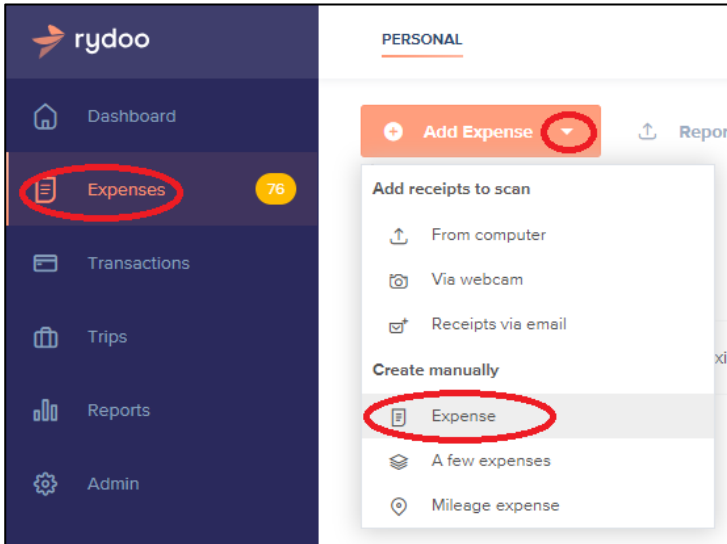 rydoo
PERSONAL
Dashboard
Add Expense
Expenses
76
Add receipts to scan
From computer
Transactions
Via webcam
Receipts via email
Trips
Create manually
Reports
Expense
A few expenses
Admin
Mileage expense